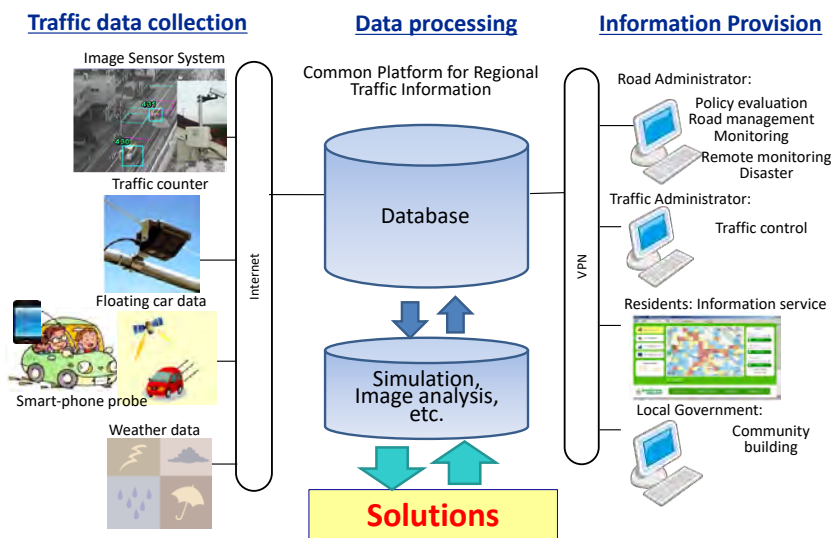 Traffic data collection
Image Sensor System
Traffic counter
Floating car data
Smart-phone probe
Weather data
Internet
Data processing
Common Platform for Regional
Traffic Information
Database
Simulation,
Image analysis,
etc.
Solutions
VPN
Information Provision
Road Administrator:
Policy evaluation
Road management
Monitoring
Remote monitoring
Disaster
Traffic Administrator:
Traffic control
Residents: Information service
Local Government:
Community
building